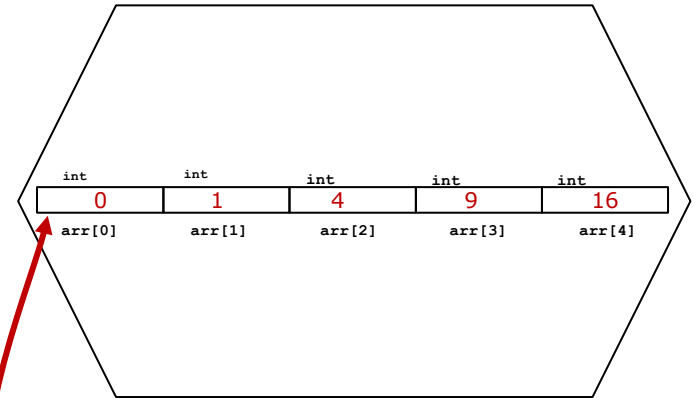 int int int int int
0 1 4 9 16
arr[0] arr[1] arr[2] arr[3] arr[4]